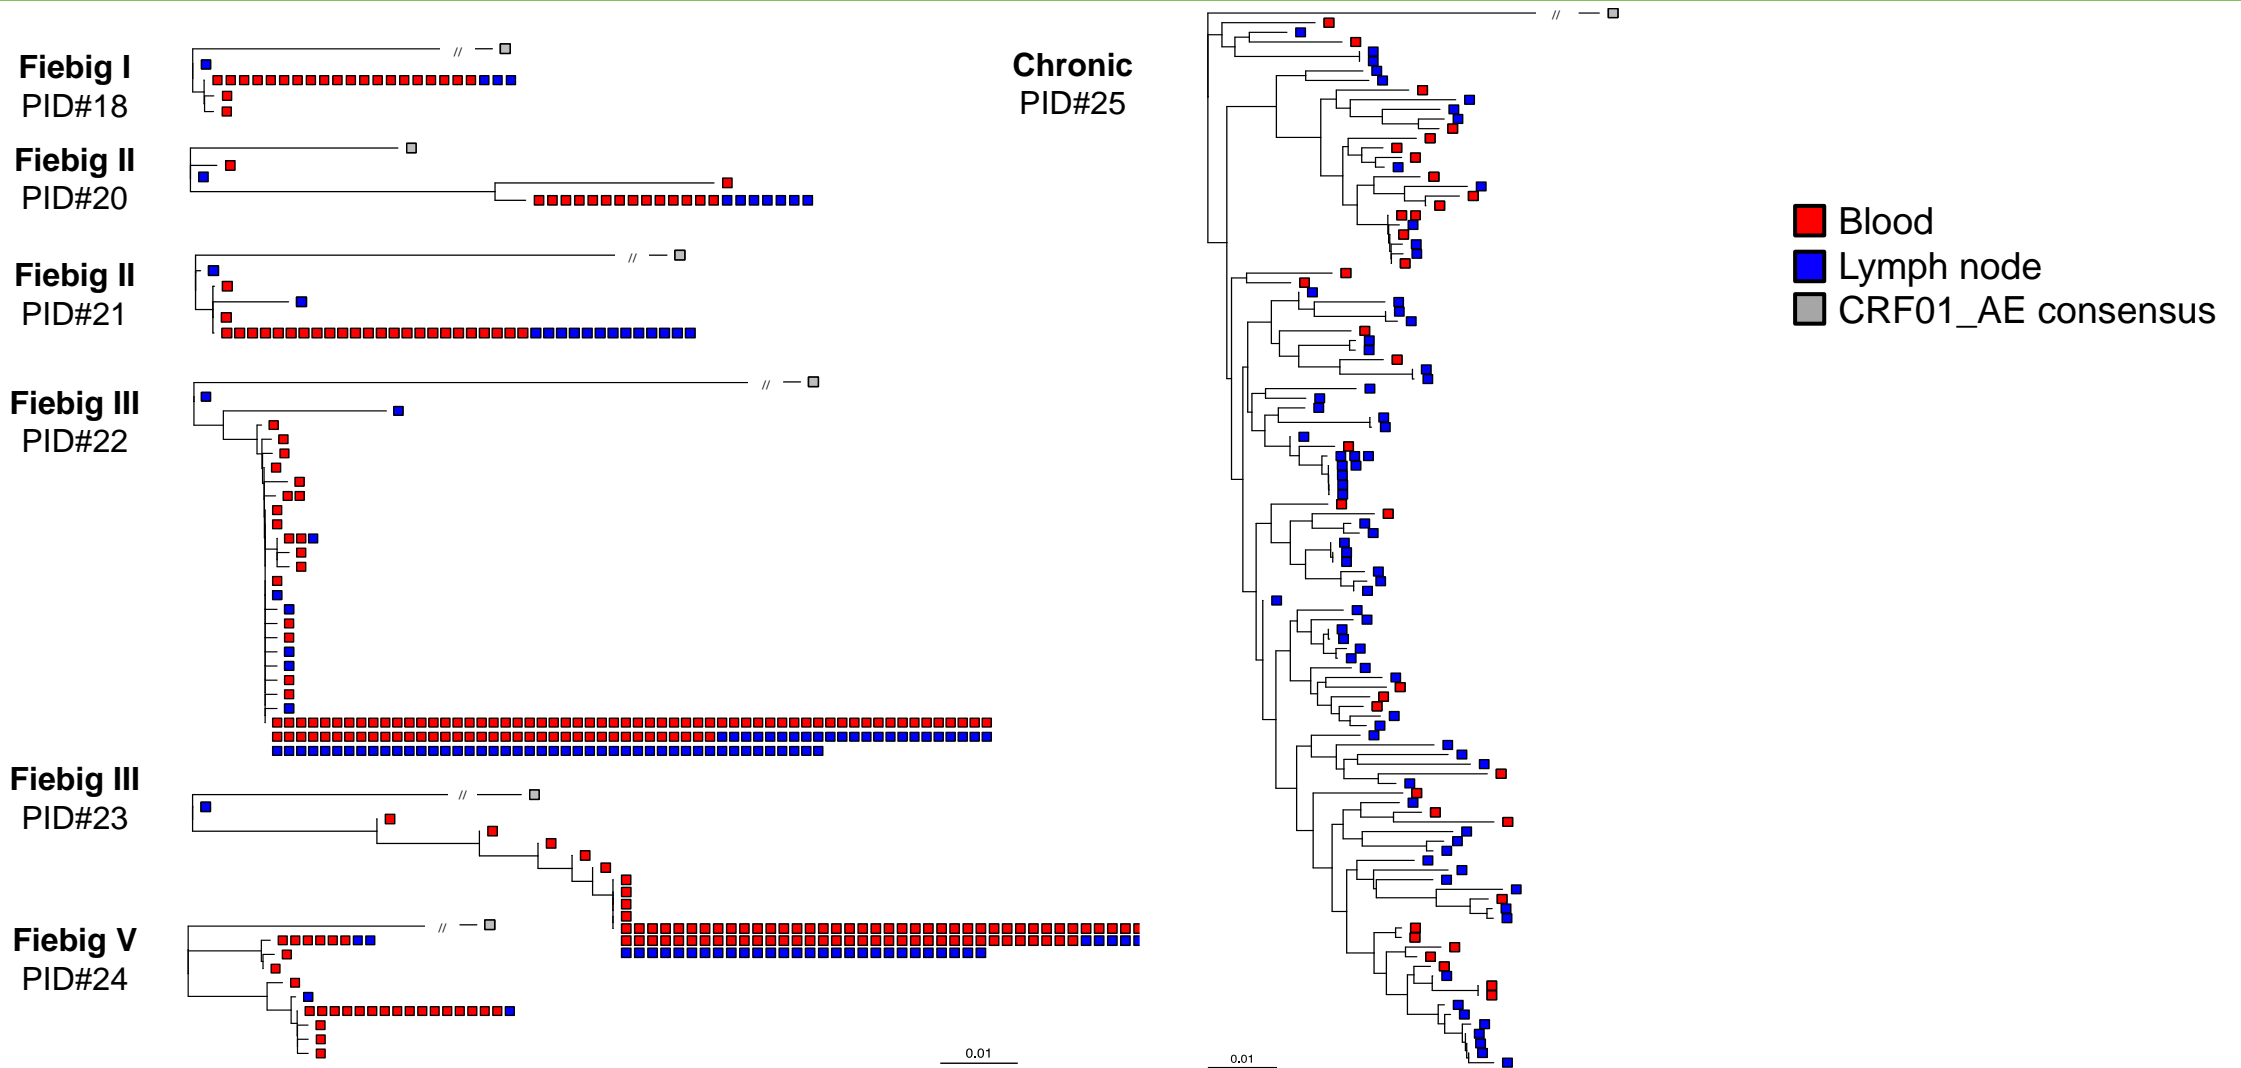 Fiebig I
PID#18
//
Fiebig II
PID#20
Fiebig II
PID#21
//
Fiebig III
PID#22
//
Fiebig III
PID#23
//
Fiebig V
PID#24
//
0.01
Chronic
PID#25
//
0.01
Blood
Lymph node
CRF01_AE consensus